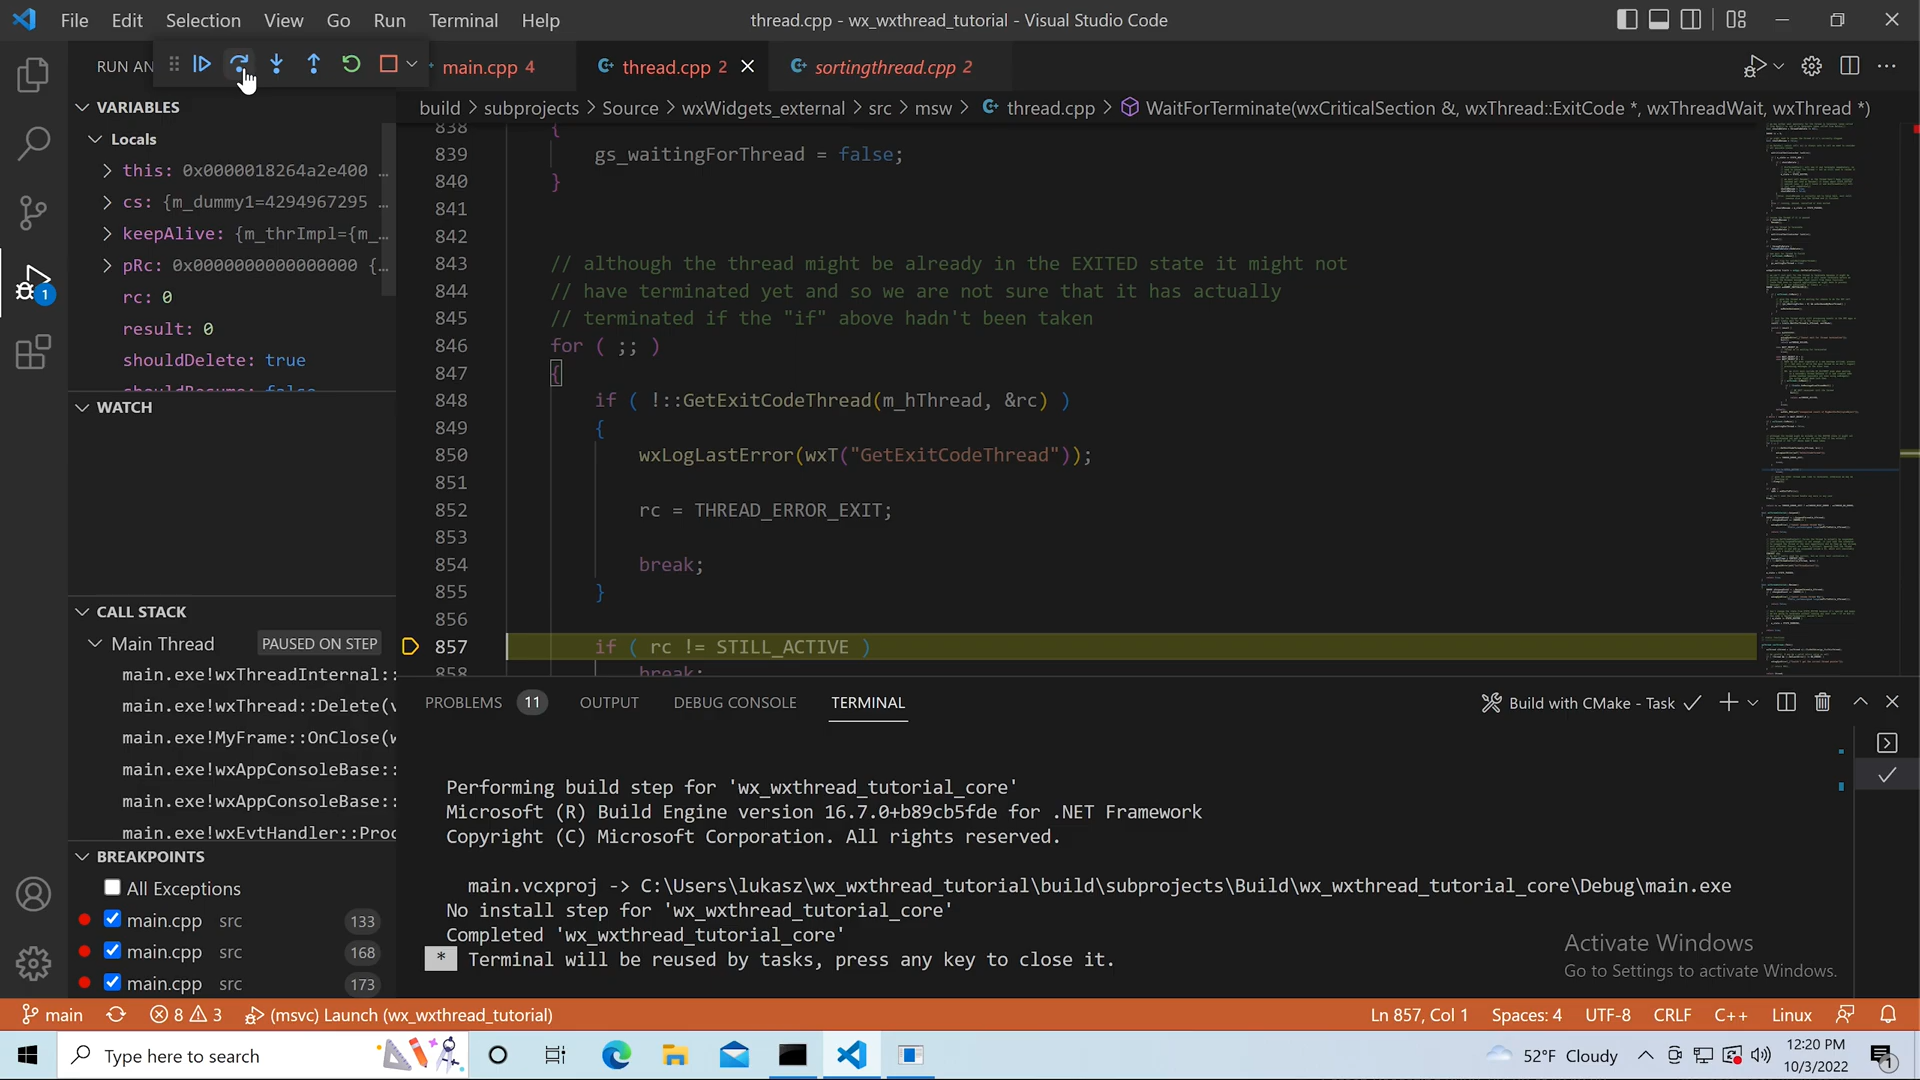 File Edit Selection View Go Run Terminal Help
thread.cpp - wx_wxthread_tutorial - Visual Studio Code
RUN AN
main.cpp 4
thread.cpp 2
sortingthread.cpp 2
build > subprojects > Source > wxWidgets_external > src > msw > thread.cpp > WaitForTerminate(wxCriticalSection &, wxThread::ExitCode *, wxThreadWait, wxThread *)
VARIABLES
Locals
this: 0x0000018264a2e400 ...
cs: {m_dummy1=4294967295 ...
keepAlive: {m_thrImpl={m_...
pRc: 0x0000000000000000 {...
rc: 0
result: 0
shouldDelete: true
shouldResume: false
WATCH
CALL STACK
Main Thread PAUSED ON STEP
main.exe!wxThreadInternal::
main.exe!wxThread::Delete(v
main.exe!MyFrame::OnClose(w
main.exe!wxAppConsoleBase::
main.exe!wxAppConsoleBase::
main.exe!wxEvtHandler::Proc
BREAKPOINTS
All Exceptions
main.cpp src 133
main.cpp src 168
main.cpp src 173
838 {
839 gs_waitingForThread = false;
840 }
841
842
843 // although the thread might be already in the EXITED state it might not
844 // have terminated yet and so we are not sure that it has actually
845 // terminated if the "if" above hadn't been taken
846 for ( ;; )
847 {
848 if ( !::GetExitCodeThread(m_hThread, &rc) )
849 {
850 wxLogLastError(wxT("GetExitCodeThread"));
851
852 rc = THREAD_ERROR_EXIT;
853
854 break;
855 }
856
857 if ( rc != STILL_ACTIVE )
858 break;
PROBLEMS 11 OUTPUT DEBUG CONSOLE TERMINAL
Build with CMake - Task
Performing build step for 'wx_wxthread_tutorial_core'
Microsoft (R) Build Engine version 16.7.0+b89cb5fde for .NET Framework
Copyright (C) Microsoft Corporation. All rights reserved.
main.vcxproj -> C:\Users\lukasz\wx_wxthread_tutorial\build\subprojects\Build\wx_wxthread_tutorial_core\Debug\main.exe
No install step for 'wx_wxthread_tutorial_core'
Completed 'wx_wxthread_tutorial_core'
* Terminal will be reused by tasks, press any key to close it.
Activate Windows
Go to Settings to activate Windows.
1
main 8 3 (msvc) Launch (wx_wxthread_tutorial)
Ln 857, Col 1 Spaces: 4 UTF-8 CRLF C++ Linux
Type here to search
52°F Cloudy
12:20 PM
10/3/2022
1